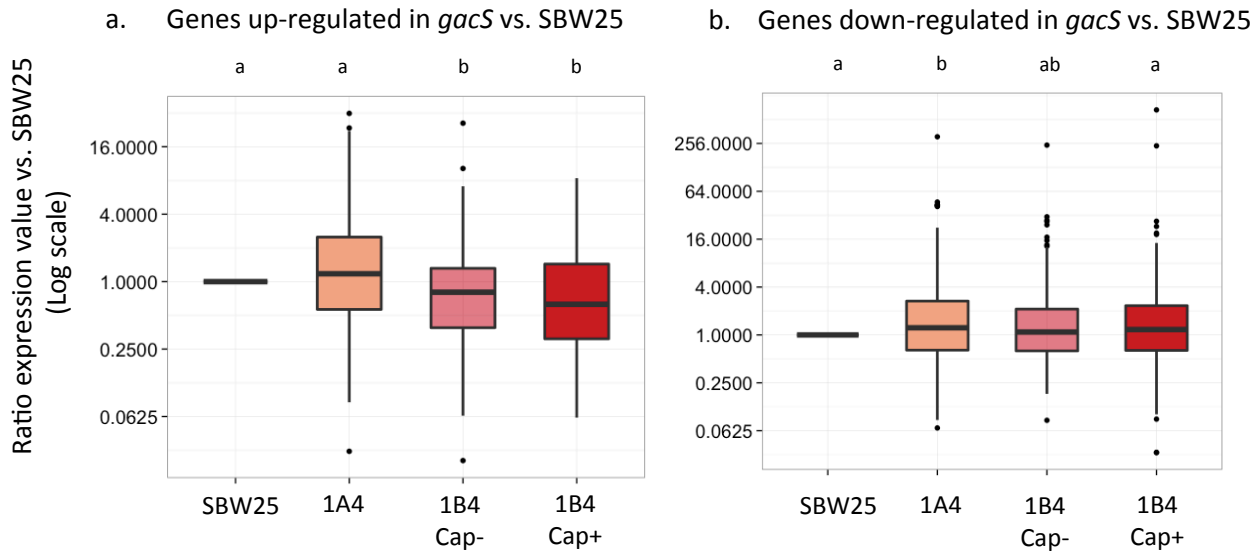 a. Genes up-regulated in gacS vs. SBW25
a a b b
Ratio expression value vs. SBW25
(Log scale)
16.0000
4.0000
1.0000
0.2500
0.0625
SBW25 1A4 1B4 1B4
Cap- Cap+
b. Genes down-regulated in gacS vs. SBW25
a b ab a
256.0000
64.0000
16.0000
4.0000
1.0000
0.2500
0.0625
SBW25 1A4 1B4 1B4
Cap- Cap+